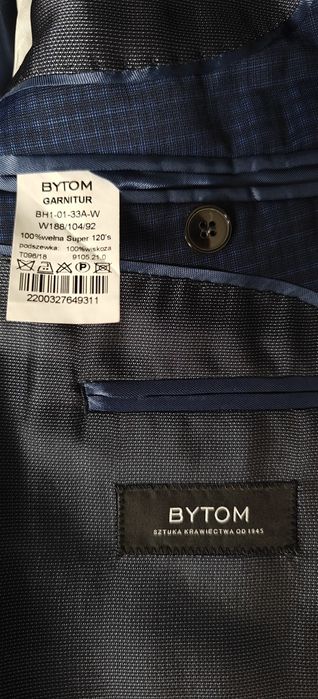 BYTOM
GARNITUR
BH1-01-33A-W
W188/104/92
100%wełna Super 120's
podszewka: 100%wiskoza
T096/18 9105.21.0
2200327649311
BYTOM
SZTUKA KRAWIECTWA OD 1945